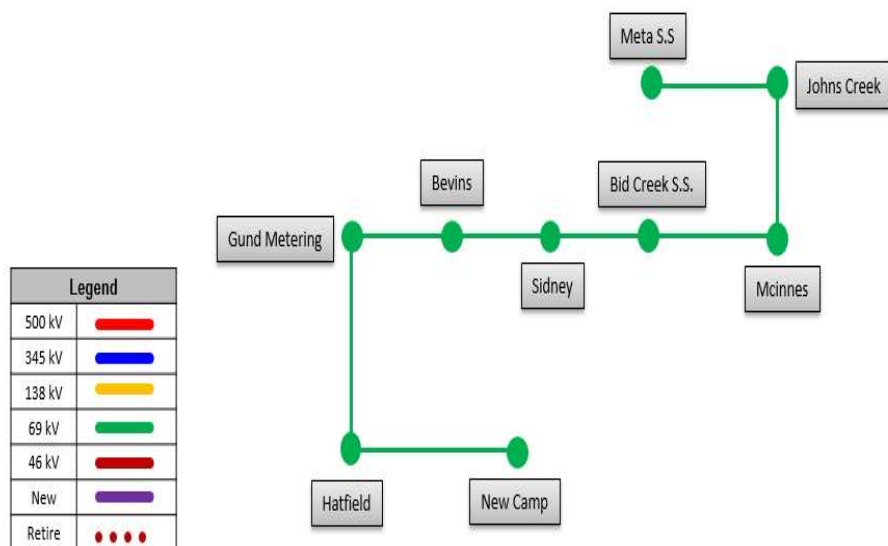 Meta S.S
Johns Creek
Bevins
Bid Creek S.S.
Gund Metering
Sidney
Mcinnes
Hatfield
New Camp
Legend
500 kV
345 kV
138 kV
69 kV
46 kV
New
Retire